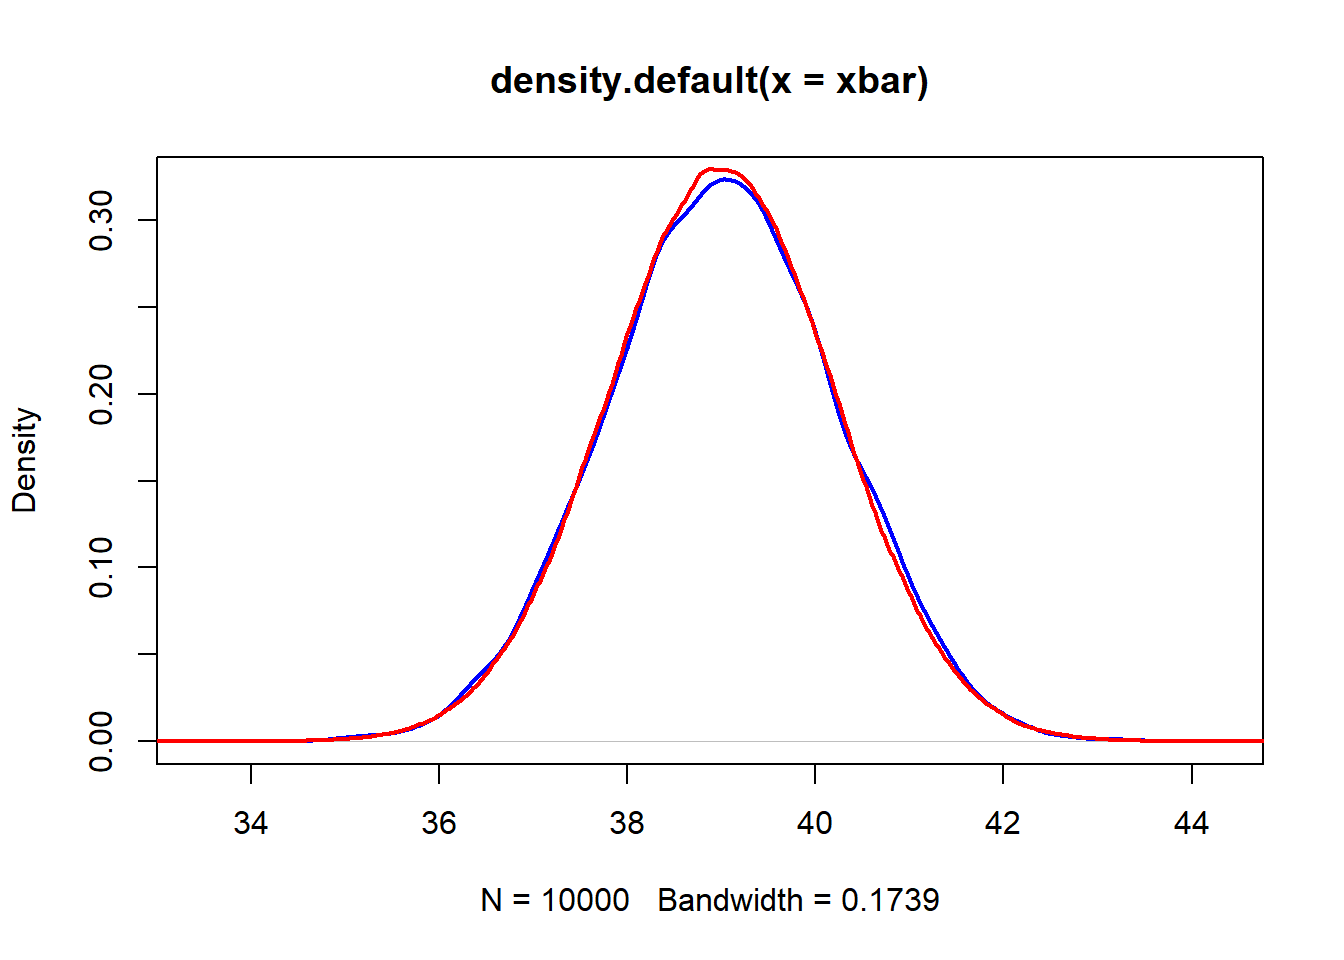 density.default(x = xbar)
Density
0.30
0.20
0.10
0.00
34 36 38 40 42 44
N = 10000 Bandwidth = 0.1739